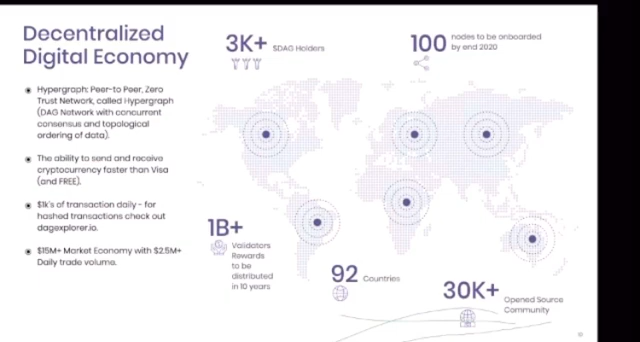 Decentralized
Digital Economy
Hypergraph: Peer-to Peer, Zero
Trust Network, called Hypergraph
(DAG Network with concurrent
consensus and topological
ordering of data).
The ability to send and receive
cryptocurrency faster than Visa
(and FREE).
$1k's of transaction daily - for
hashed transactions check out
dagexplorer.io.
$15M+ Market Economy with $2.5M+
Daily trade volume.
3K+ $DAG Holders
100 nodes to be onboarded
by end 2020
1B+
Validators
Rewards
to be
distributed
in 10 years
92 Countries
30K+ Opened Source
Community